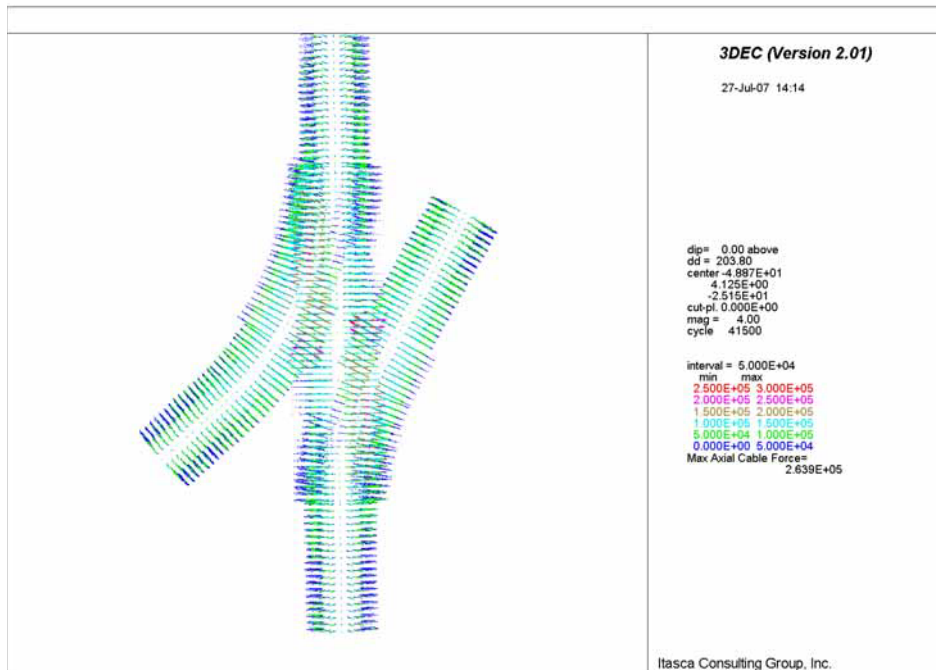 3DEC (Version 2.01)
27-Jul-07 14:14
dip= 0.00 above
dd = 203.80
center -4.887E+01
4.125E+00
-2.515E+01
cut-pl. 0.000E+00
mag = 4.00
cycle 41500
interval = 5.000E+04
min max
2.500E+05 3.000E+05
2.000E+05 2.500E+05
1.500E+05 2.000E+05
1.000E+05 1.500E+05
5.000E+04 1.000E+05
0.000E+00 5.000E+04
Max Axial Cable Force=
2.639E+05
Itasca Consulting Group, Inc.